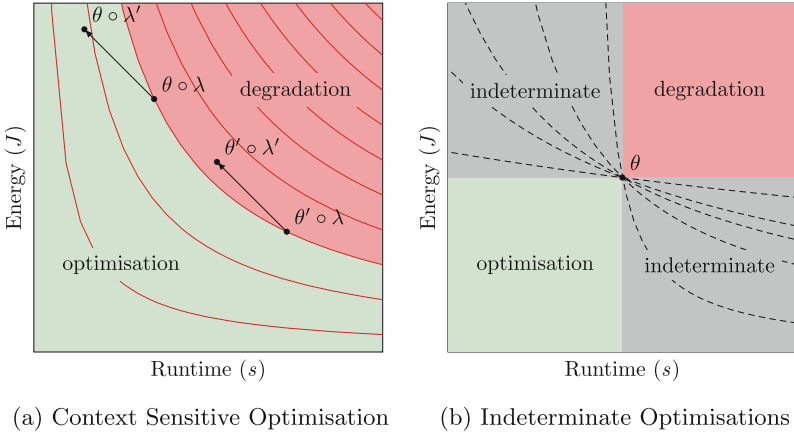 θ ∘ λ′
θ ∘ λ
degradation
θ′ ∘ λ′
θ′ ∘ λ
optimisation
Energy (J)
Runtime (s)
(a) Context Sensitive Optimisation
indeterminate
degradation
θ
optimisation
indeterminate
Energy (J)
Runtime (s)
(b) Indeterminate Optimisations